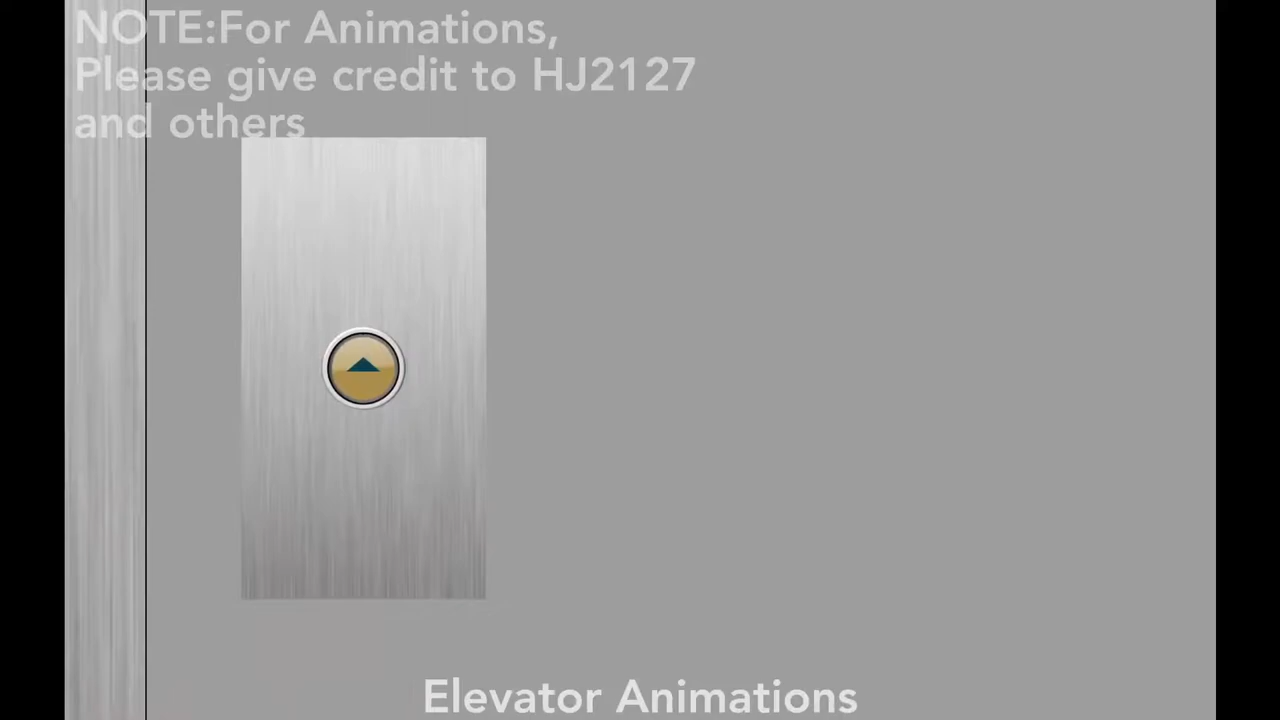 NOTE:For Animations,
Please give credit to HJ2127
and others
Elevator Animations